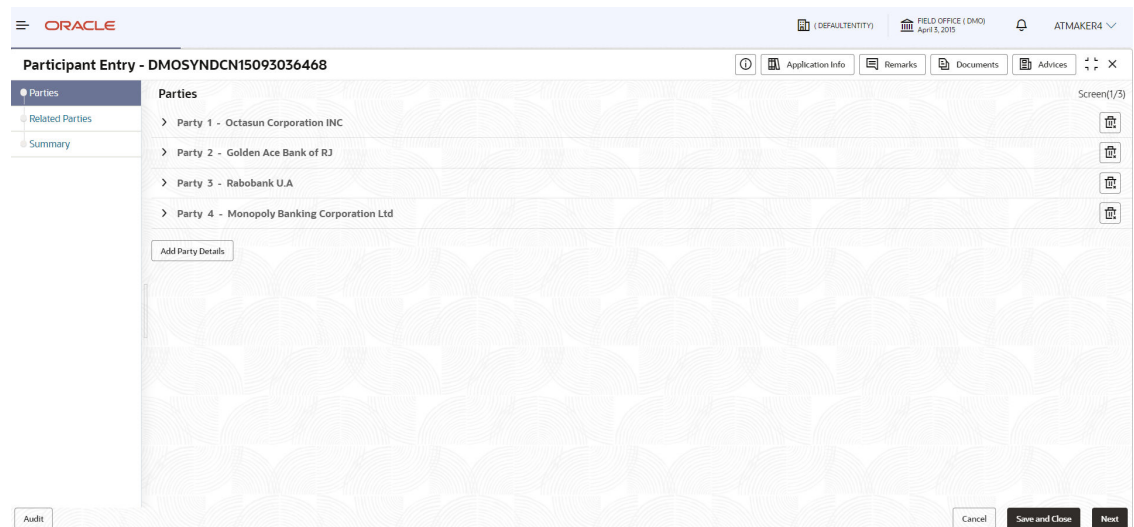 ORACLE
( DEFAULTENTITY)
FIELD OFFICE ( DMO)
April 3, 2015
ATMAKER4
Participant Entry - DMOSYNDCN15093036468
Application Info
Remarks
Documents
Advices
Parties
Related Parties
Summary
Parties
Screen(1/3)
Party 1 - Octasun Corporation INC
Party 2 - Golden Ace Bank of RJ
Party 3 - Rabobank U.A
Party 4 - Monopoly Banking Corporation Ltd
Add Party Details
Audit
Cancel
Save and Close
Next